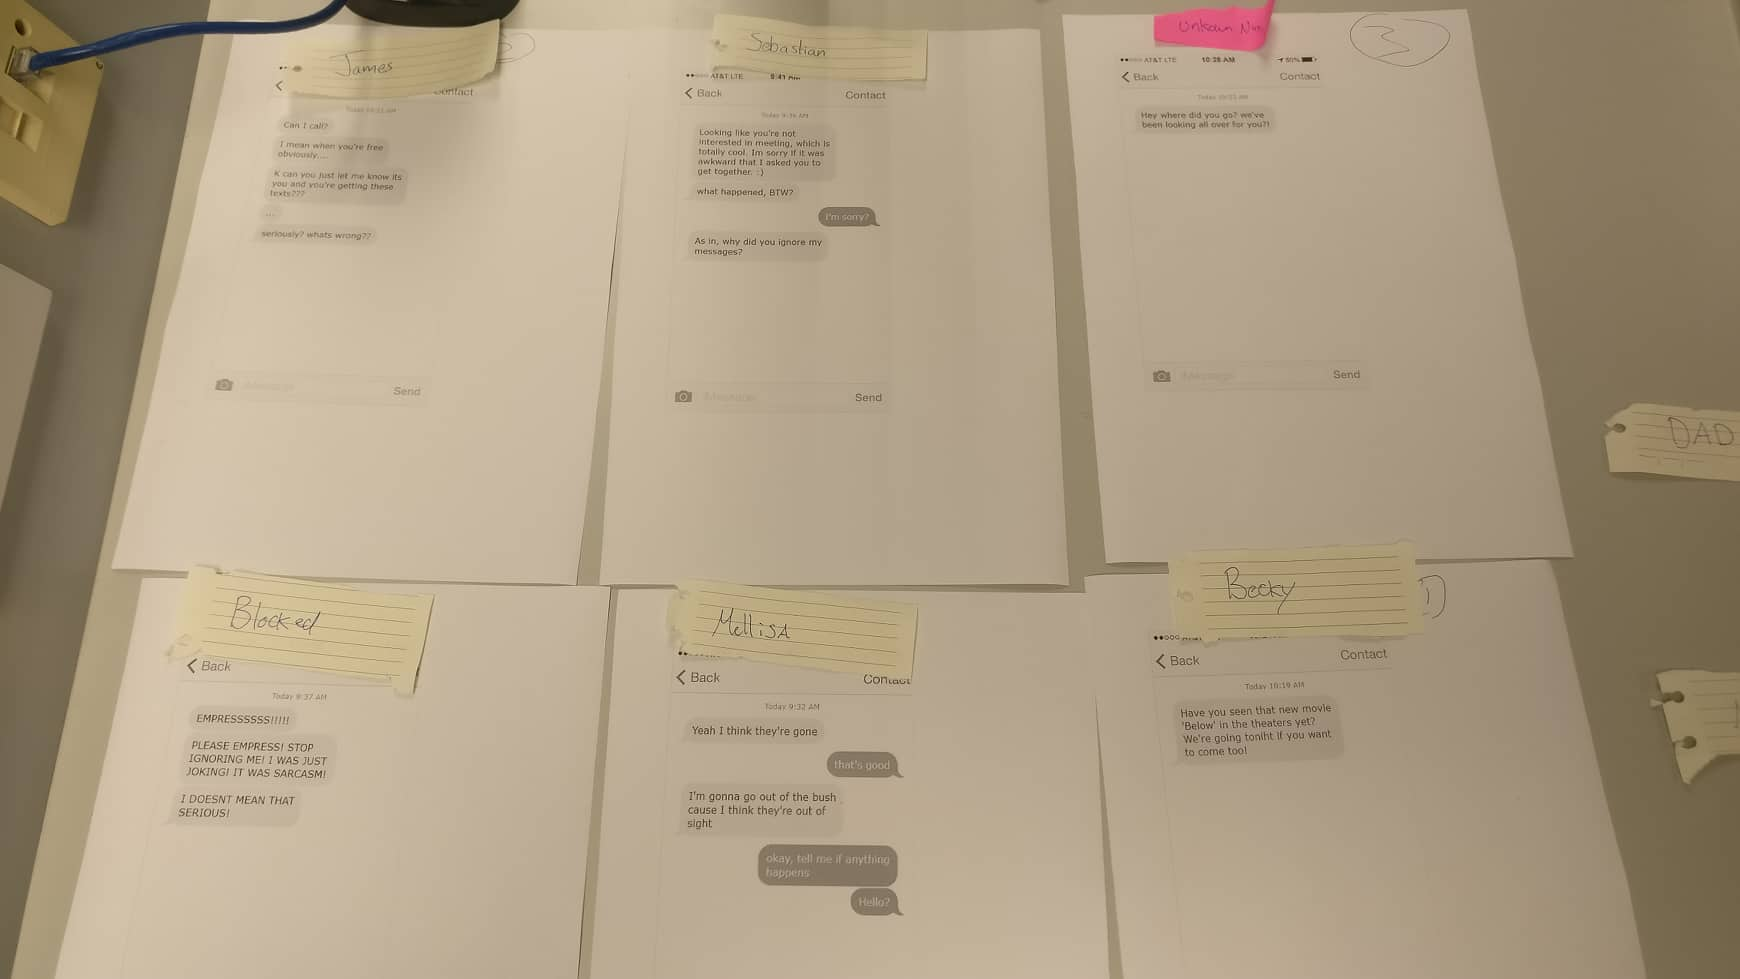 James
Contact
Today 10:23 AM
Can I call?
I mean when you're free
obviously....
K can you just let me know its
you and you're getting these
texts???
...
seriously? whats wrong??
iMessage
Send
Sebastian
AT&T LTE
9:41 AM
Back
Contact
Today 9:36 AM
Looking like you're not
interested in meeting, which is
totally cool. Im sorry if it was
awkward that I asked you to
get together. :)
what happened, BTW?
I'm sorry?
As in, why did you ignore my
messages?
iMessage
Send
Unkown Num
3
AT&T LTE
10:28 AM
60%
Back
Contact
Hey where did you go? we've
been looking all over for you?!
iMessage
Send
DAD
Blocked
Back
Today 9:37 AM
EMPRESSSSSS!!!!!
PLEASE EMPRESS! STOP
IGNORING ME! I WAS JUST
JOKING! IT WAS SARCASM!
I DOESNT MEAN THAT
SERIOUS!
MellisA
Back
Contact
Today 9:32 AM
Yeah I think they're gone
that's good
I'm gonna go out of the bush
cause I think they're out of
sight
okay, tell me if anything
happens
Hello?
Becky
1
Back
Contact
Today 10:19 AM
Have you seen that new movie
'Below' in the theaters yet?
We're going toniht if you want
to come too!